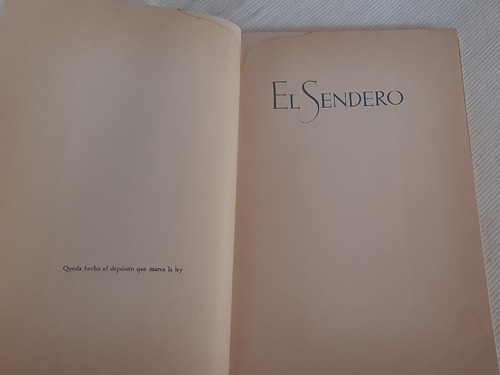 Queda hecho el depósito que marca la ley
EL SENDERO